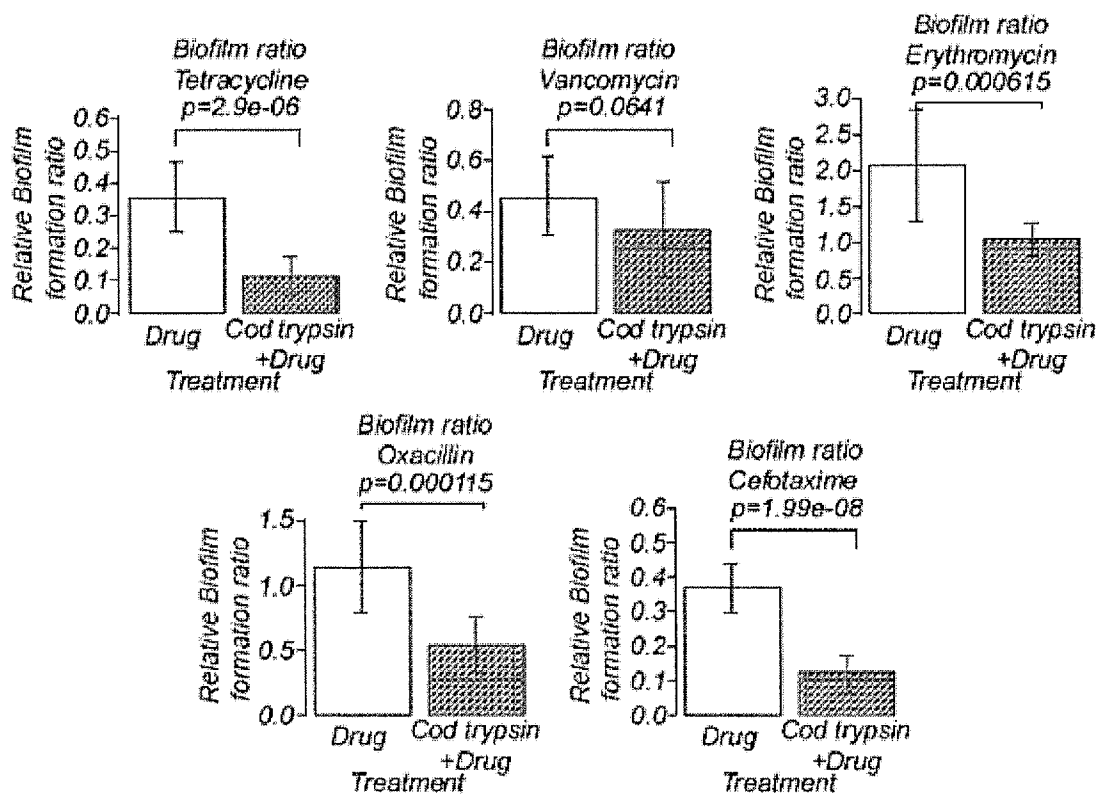 Biofilm ratio
Tetracycline
p=2.9e-06
Relative Biofilm
formation ratio
0.6
0.5
0.4
0.3
0.2
0.1
0.0
Drug
Cod trypsin
+Drug
Treatment
Biofilm ratio
Vancomycin
p=0.0641
Relative Biofilm
formation ratio
0.8
0.6
0.4
0.2
0.0
Drug
Cod trypsin
+Drug
Treatment
Biofilm ratio
Erythromycin
p=0.000615
Relative Biofilm
formation ratio
3.0
2.5
2.0
1.5
1.0
0.5
0.0
Drug
Cod trypsin
+Drug
Treatment
Biofilm ratio
Oxacillin
p=0.000115
Relative Biofilm
formation ratio
1.5
1.0
0.5
0.0
Drug
Cod trypsin
+Drug
Treatment
Biofilm ratio
Cefotaxime
p=1.99e-08
Relative Biofilm
formation ratio
0.6
0.5
0.4
0.3
0.2
0.1
0.0
Drug
Cod trypsin
+Drug
Treatment